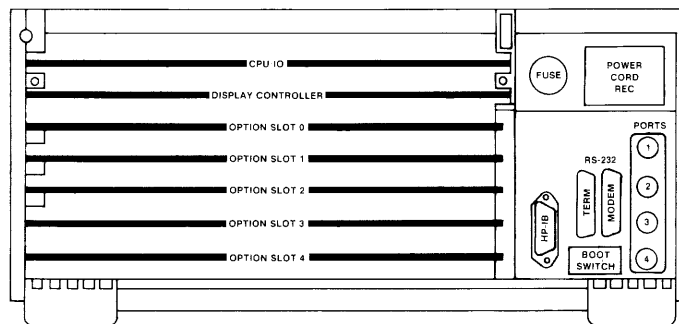 CPU IO
DISPLAY CONTROLLER
OPTION SLOT 0
OPTION SLOT 1
OPTION SLOT 2
OPTION SLOT 3
OPTION SLOT 4
FUSE
POWER
CORD
REC
PORTS
1
2
3
4
RS-232
TERM
MODEM
HP-IB
BOOT
SWITCH